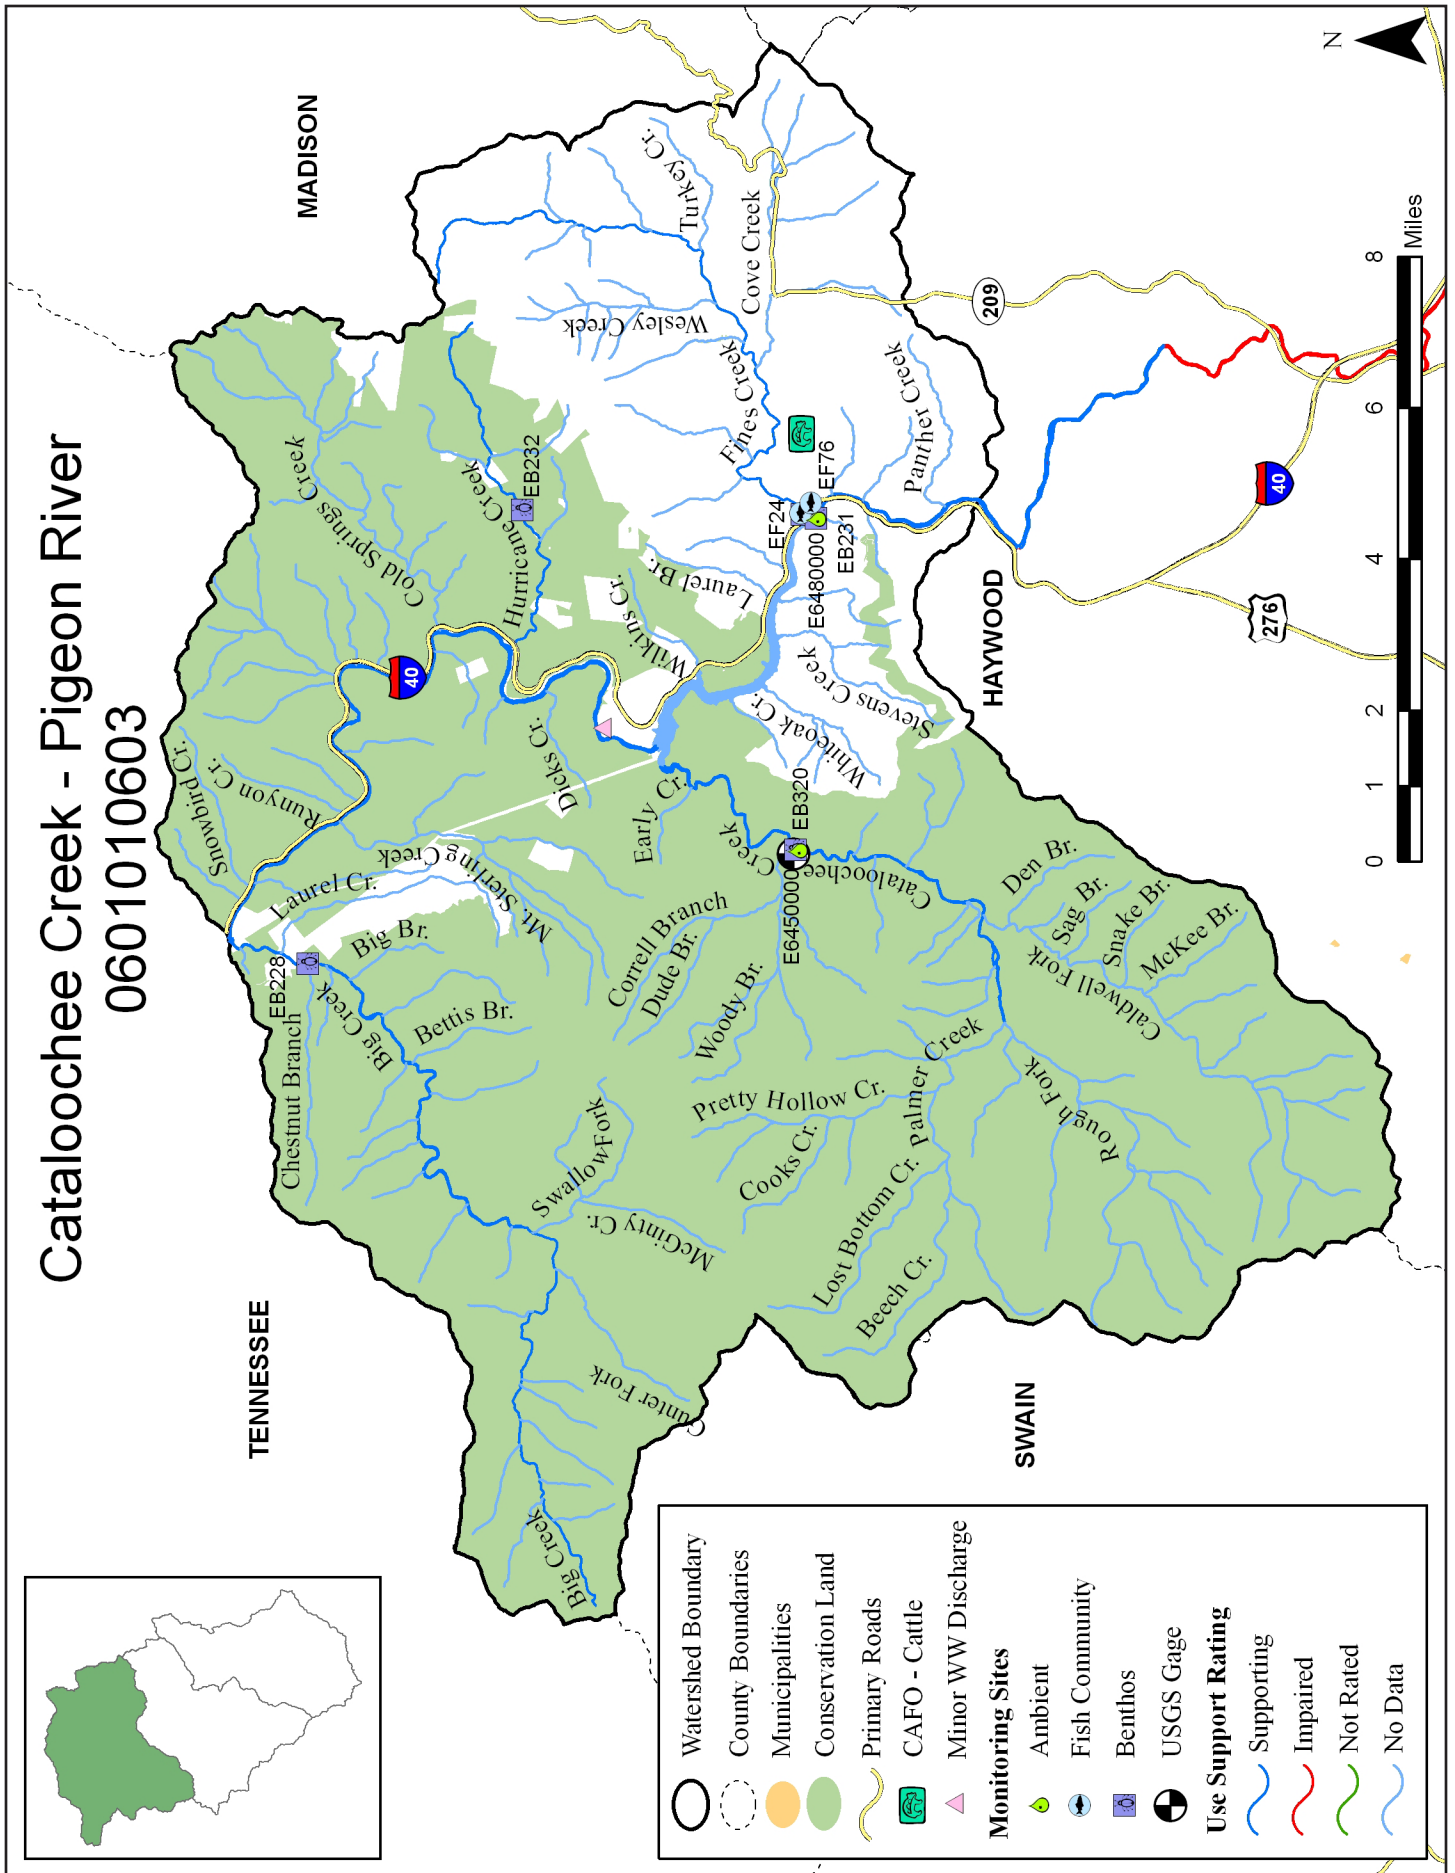 Cataloochee Creek - Pigeon River
0601010603
MADISON
TENNESSEE
HAYWOOD
SWAIN
N
Snowbird Cr.
Runyon Cr.
Cold Springs Creek
Hurricane Creek
EB232
Turkey Cr.
Wesley Creek
Cove Creek
Fines Creek
Panther Creek
EF76
EF24
E6480000
EB231
Laurel Br.
Wilkins Cr.
Stevens Creek
Whiteoak Cr.
Dicks Cr.
Early Cr.
Laurel Cr.
Mt. Sterling Creek
Big Br.
EB228
Big Creek
Chestnut Branch
Bettis Br.
Correll Branch
Dude Br.
Woody Br.
E6450000
EB320
Cataloochee Creek
Den Br.
Sag Br.
Snake Br.
McKee Br.
Caldwell Fork
Rough Fork
Palmer Creek
Pretty Hollow Cr.
Cooks Cr.
Lost Bottom Cr.
Beech Cr.
Swallow Fork
McGinty Cr.
Gunter Fork
Big Creek
40
40
209
276
0 1 2 4 6 8
Miles
Watershed Boundary
County Boundaries
Municipalities
Conservation Land
Primary Roads
CAFO - Cattle
Minor WW Discharge
Monitoring Sites
Ambient
Fish Community
Benthos
USGS Gage
Use Support Rating
Supporting
Impaired
Not Rated
No Data